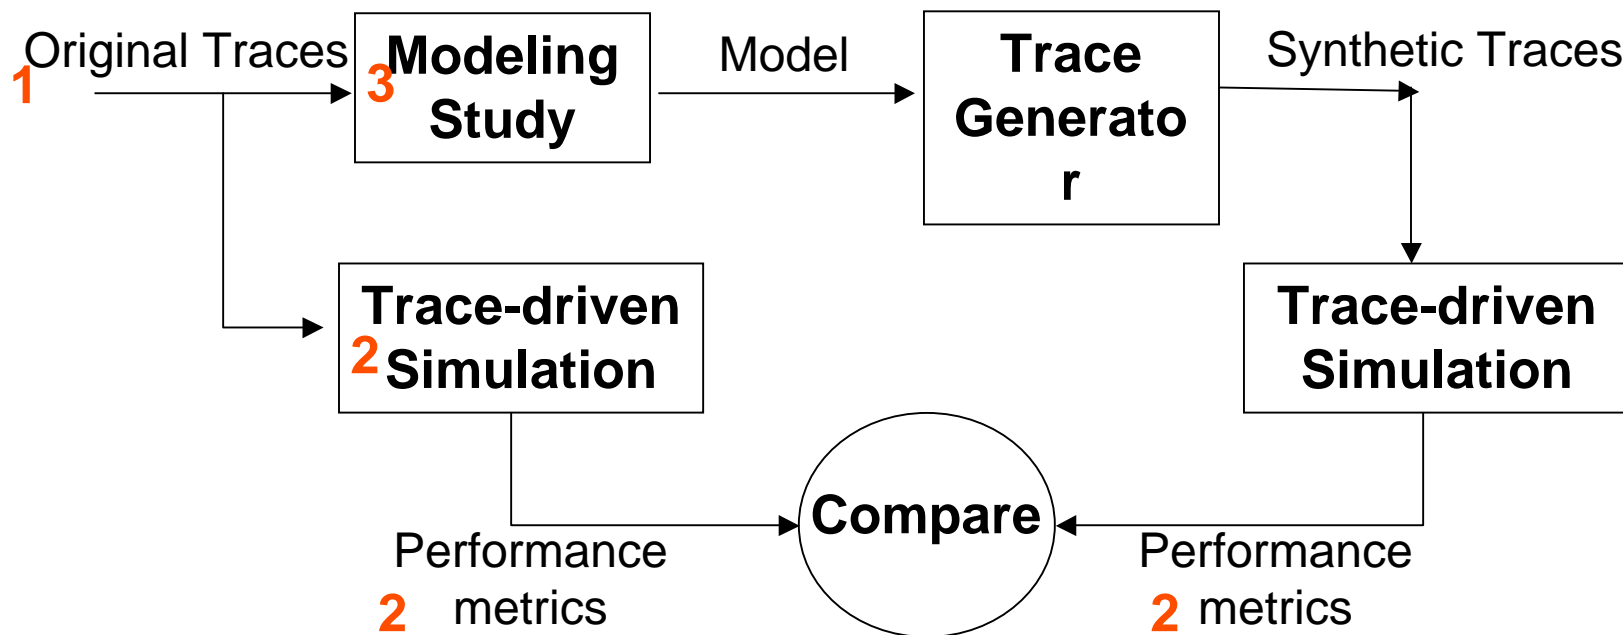 Original Traces
1
3
Modeling
Study
Model
Trace
Generato
r
Synthetic Traces
Trace-driven
2
Simulation
Trace-driven
Simulation
Compare
Performance
2 metrics
Performance
2 metrics